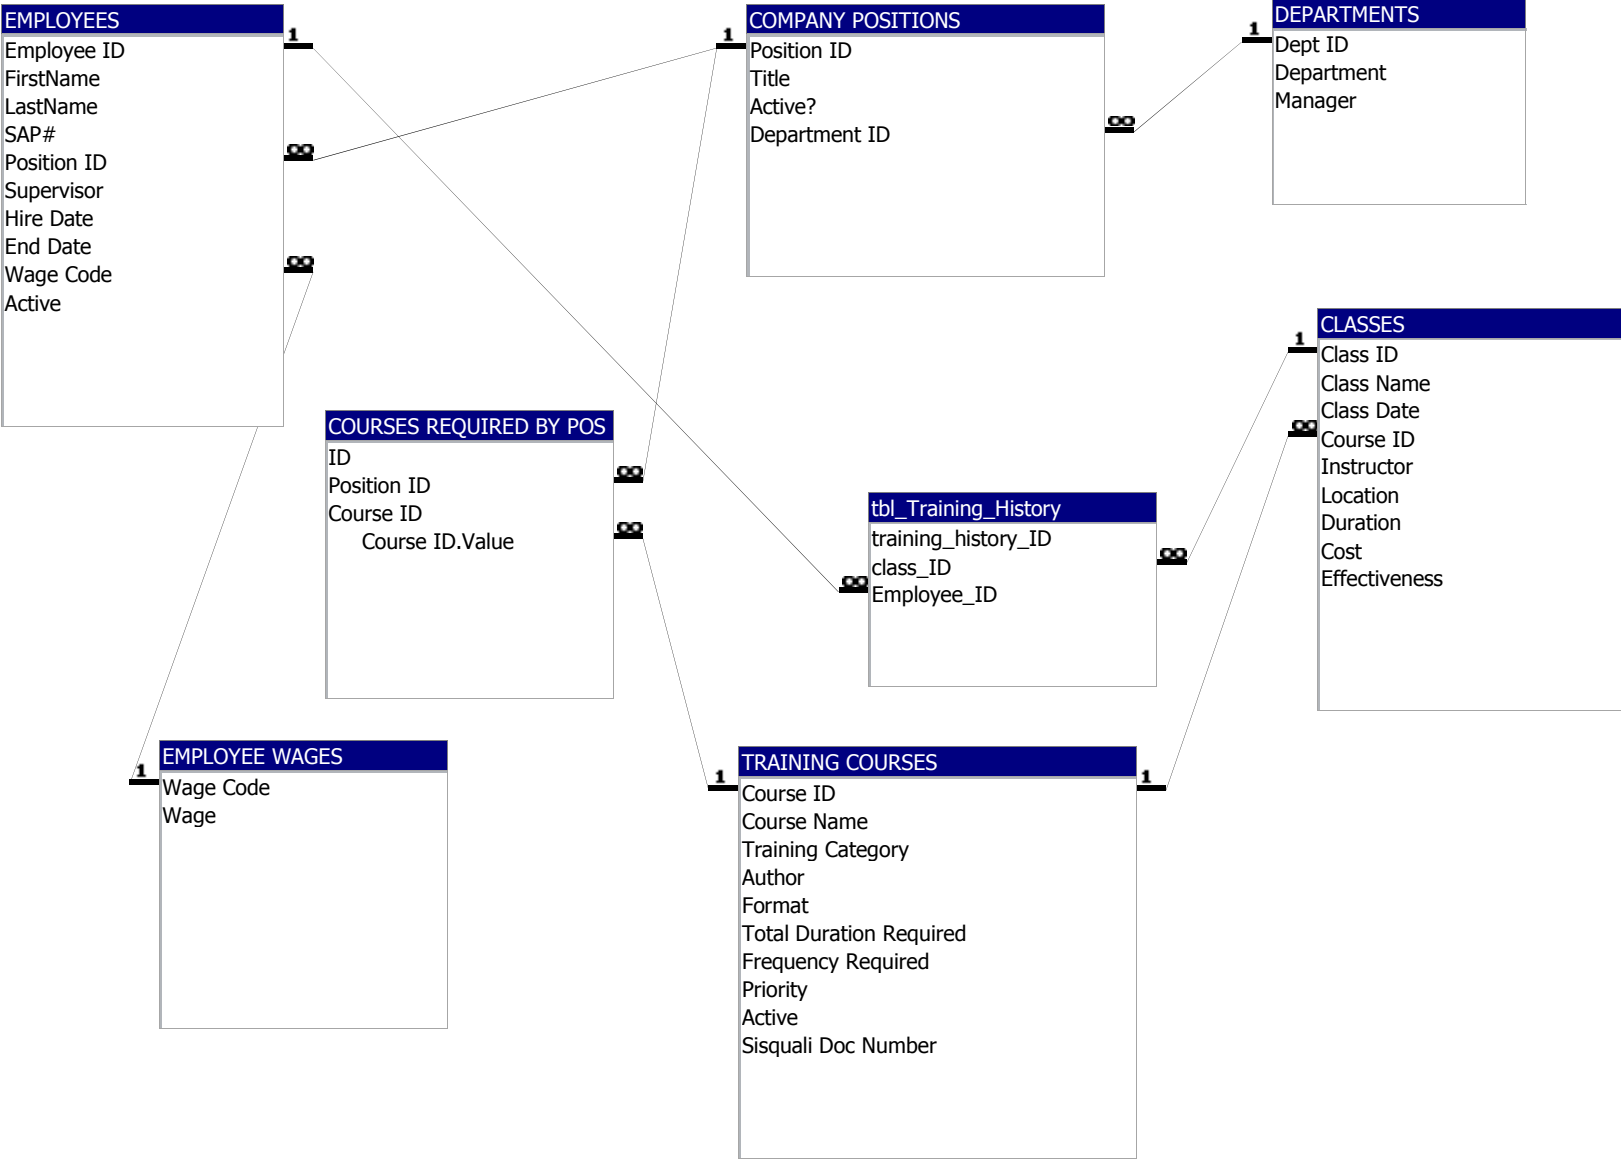 EMPLOYEES
Employee ID
FirstName
LastName
SAP#
Position ID
Supervisor
Hire Date
End Date
Wage Code
Active
1
∞
∞
COMPANY POSITIONS
Position ID
Title
Active?
Department ID
1
∞
DEPARTMENTS
Dept ID
Department
Manager
1
CLASSES
Class ID
Class Name
Class Date
Course ID
Instructor
Location
Duration
Cost
Effectiveness
1
∞
COURSES REQUIRED BY POS
ID
Position ID
Course ID
Course ID.Value
∞
∞
tbl_Training_History
training_history_ID
class_ID
Employee_ID
∞
∞
EMPLOYEE WAGES
Wage Code
Wage
1
TRAINING COURSES
Course ID
Course Name
Training Category
Author
Format
Total Duration Required
Frequency Required
Priority
Active
Sisquali Doc Number
1
1